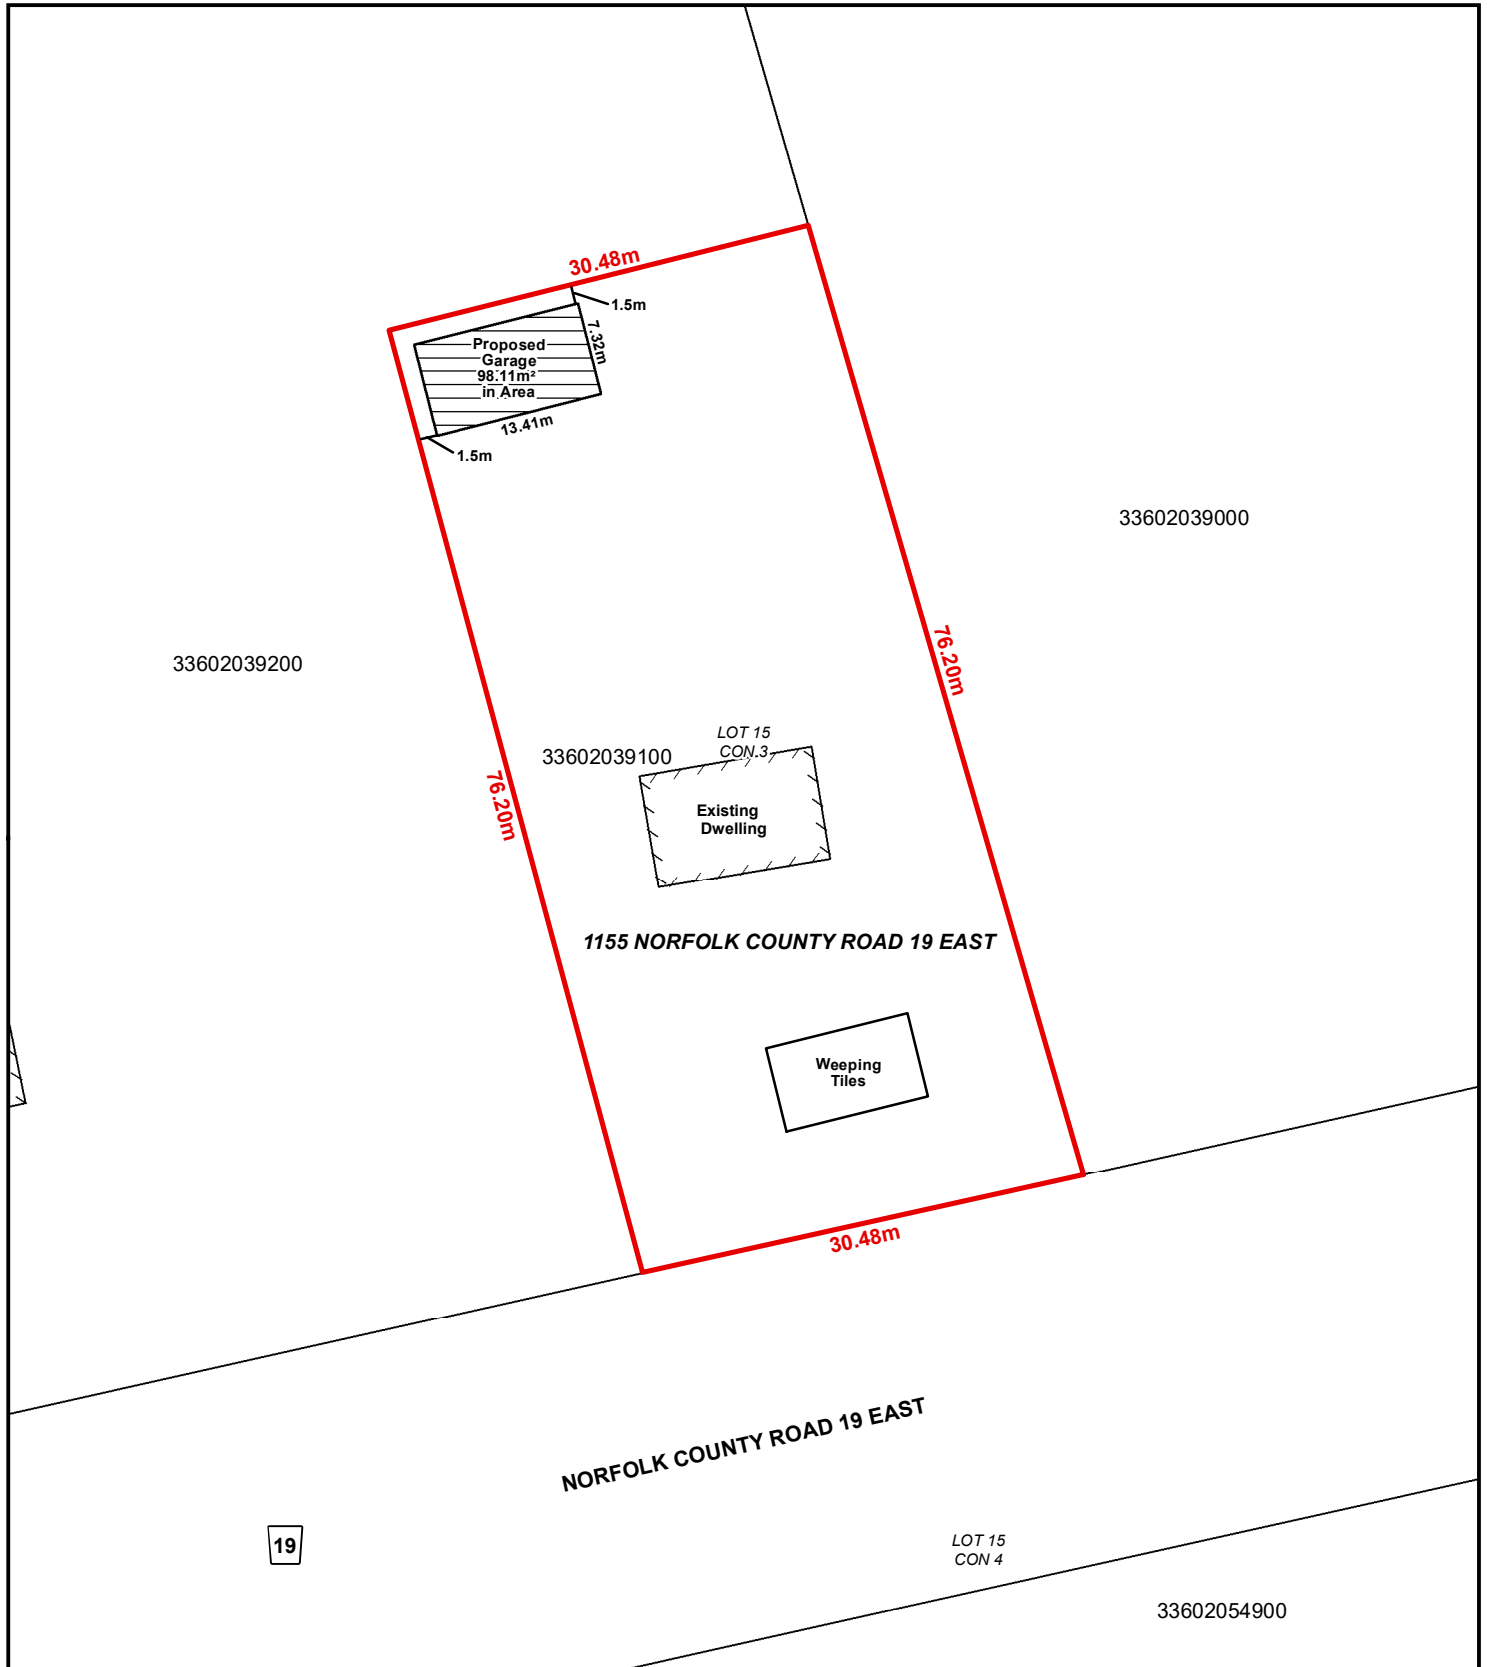 30.48m
1.5m
7.32m
Proposed
Garage
98.11m²
in Area
13.41m
1.5m
33602039000
76.20m
33602039200
LOT 15
CON 3
33602039100
76.20m
Existing
Dwelling
1155 NORFOLK COUNTY ROAD 19 EAST
Weeping
Tiles
30.48m
NORFOLK COUNTY ROAD 19 EAST
19
LOT 15
CON 4
33602054900